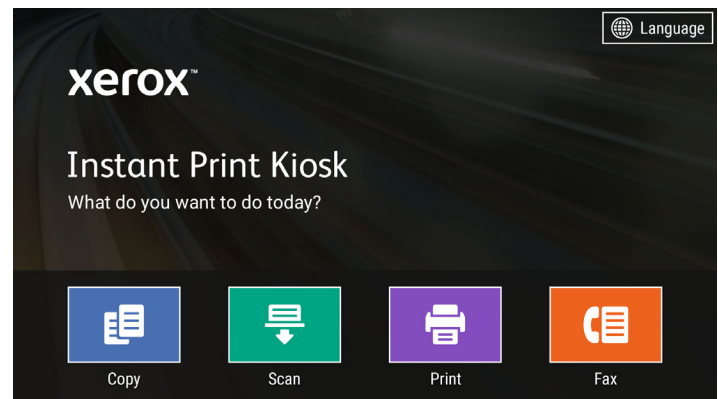 Language
xerox™
Instant Print Kiosk
What do you want to do today?
Copy
Scan
Print
Fax